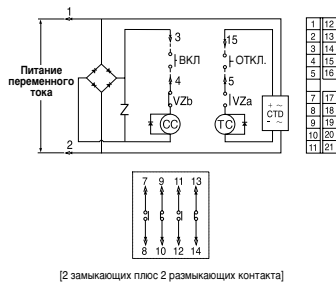 1
3
15
ВКЛ
ОТКЛ.
Питание
переменного
тока
4
5
VZb
VZa
+ ~
CTD
- ~
CC
TC
2
1 12
2 13
3 14
4 15
5 16
7 17
8 18
9 19
10 20
11 21
7 9 11 13
8 10 12 14
[2 замыкающих плюс 2 размыкающих контакта]